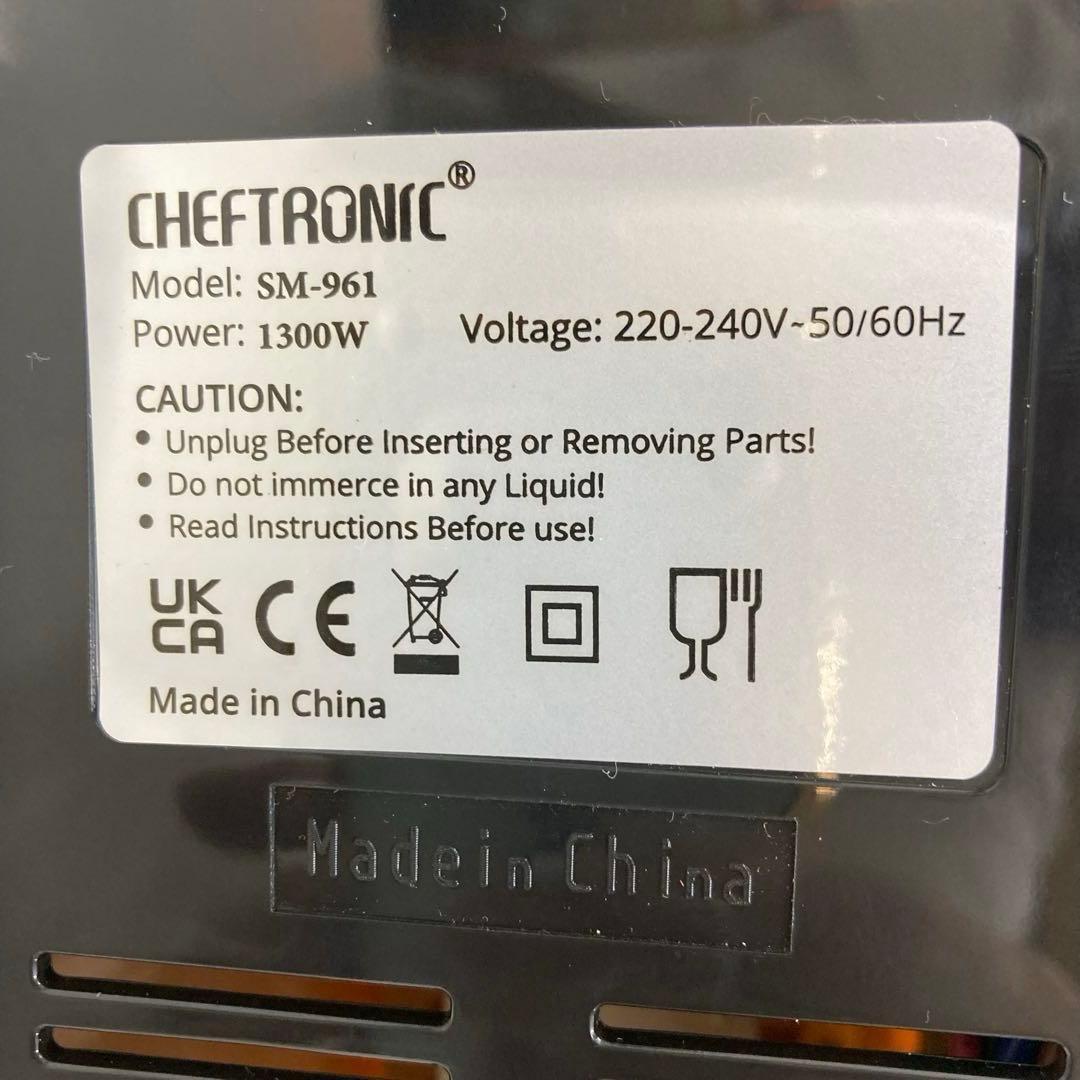 CHEFTRONIC®
Model: SM-961
Power: 1300W Voltage: 220-240V~50/60Hz
CAUTION:
• Unplug Before Inserting or Removing Parts!
• Do not immerce in any Liquid!
• Read Instructions Before use!
UK
CA CE
Made in China
Made in China